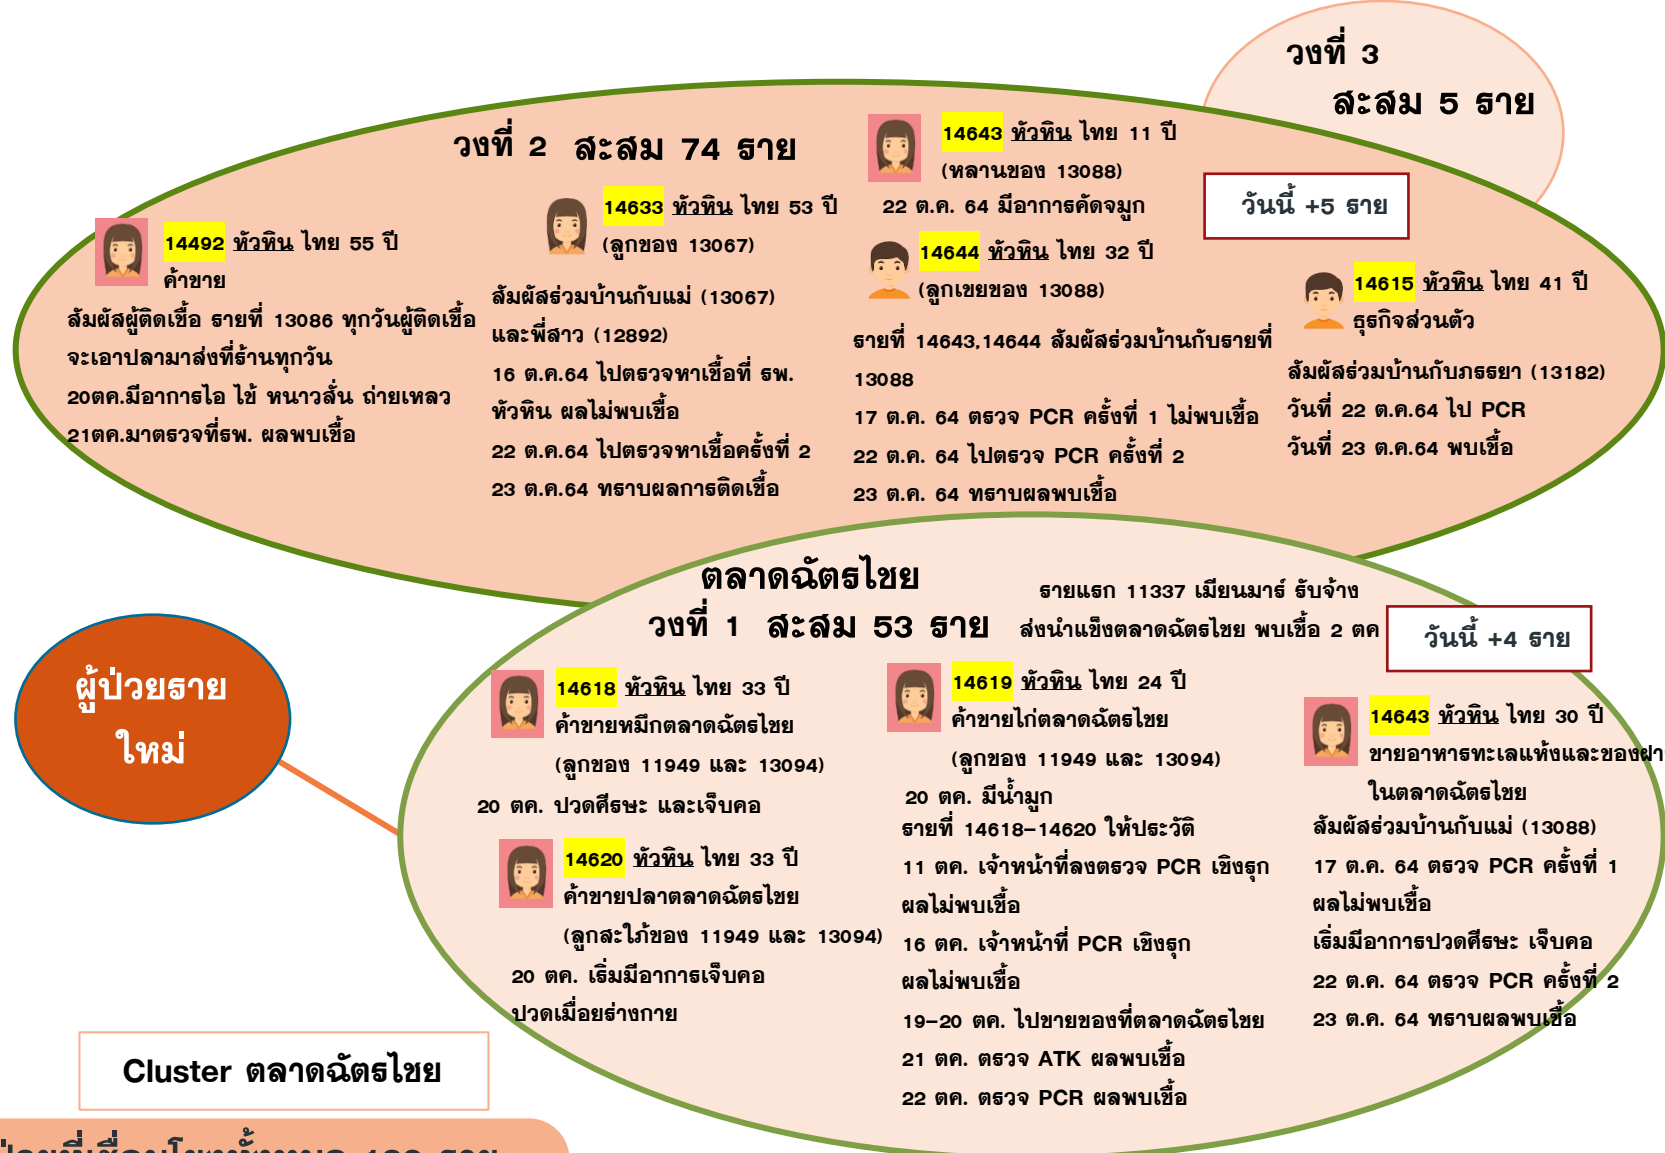 วงที่ 3
สะสม 5 ราย
วงที่ 2 สะสม 74 ราย
14643 หัวหิน ไทย 11 ปี
(หลานของ 13088)
22 ต.ค. 64 มีอาการคัดจมูก
วันนี้ +5 ราย
14492 หัวหิน ไทย 55 ปี
ค้าขาย
สัมผัสผู้ติดเชื้อ รายที่ 13086 ทุกวันผู้ติดเชื้อ
จะเอาปลามาส่งที่ร้านทุกวัน
20ตค.มีอาการไอ ไข้ หนาวสั่น ถ่ายเหลว
21ตค.มาตรวจที่รพ. ผลพบเชื้อ
14633 หัวหิน ไทย 53 ปี
(ลูกของ 13067)
สัมผัสร่วมบ้านกับแม่ (13067)
และพี่สาว (12892)
16 ต.ค.64 ไปตรวจหาเชื้อที่ รพ.
หัวหิน ผลไม่พบเชื้อ
22 ต.ค.64 ไปตรวจหาเชื้อครั้งที่ 2
23 ต.ค.64 ทราบผลการติดเชื้อ
14644 หัวหิน ไทย 32 ปี
(ลูกเขยของ 13088)
รายที่ 14643,14644 สัมผัสร่วมบ้านกับรายที่
13088
17 ต.ค. 64 ตรวจ PCR ครั้งที่ 1 ไม่พบเชื้อ
22 ต.ค. 64 ไปตรวจ PCR ครั้งที่ 2
23 ต.ค. 64 ทราบผลพบเชื้อ
14615 หัวหิน ไทย 41 ปี
ธุรกิจส่วนตัว
สัมผัสร่วมบ้านกับภรรยา (13182)
วันที่ 22 ต.ค.64 ไป PCR
วันที่ 23 ต.ค.64 พบเชื้อ
ตลาดฉัตรไชย
วงที่ 1 สะสม 53 ราย
รายแรก 11337 เมียนมาร์ รับจ้าง
ส่งนำแข็งตลาดฉัตรไชย พบเชื้อ 2 ตค
วันนี้ +4 ราย
ผู้ป่วยราย
ใหม่
14618 หัวหิน ไทย 33 ปี
ค้าขายหมึกตลาดฉัตรไชย
(ลูกของ 11949 และ 13094)
20 ตค. ปวดศีรษะ และเจ็บคอ
14620 หัวหิน ไทย 33 ปี
ค้าขายปลาตลาดฉัตรไชย
(ลูกสะใภ้ของ 11949 และ 13094)
20 ตค. เริ่มมีอาการเจ็บคอ
ปวดเมื่อยร่างกาย
14619 หัวหิน ไทย 24 ปี
ค้าขายไก่ตลาดฉัตรไชย
(ลูกของ 11949 และ 13094)
20 ตค. มีน้ำมูก
รายที่ 14618-14620 ให้ประวัติ
11 ตค. เจ้าหน้าที่ลงตรวจ PCR เชิงรุก
ผลไม่พบเชื้อ
16 ตค. เจ้าหน้าที่ PCR เชิงรุก
ผลไม่พบเชื้อ
19-20 ตค. ไปขายของที่ตลาดฉัตรไชย
21 ตค. ตรวจ ATK ผลพบเชื้อ
22 ตค. ตรวจ PCR ผลพบเชื้อ
14643 หัวหิน ไทย 30 ปี
ขายอาหารทะเลแห้งและของฝา
ในตลาดฉัตรไชย
สัมผัสร่วมบ้านกับแม่ (13088)
17 ต.ค. 64 ตรวจ PCR ครั้งที่ 1
ผลไม่พบเชื้อ
เริ่มมีอาการปวดศีรษะ เจ็บคอ
22 ต.ค. 64 ตรวจ PCR ครั้งที่ 2
23 ต.ค. 64 ทราบผลพบเชื้อ
Cluster ตลาดฉัตรไชย